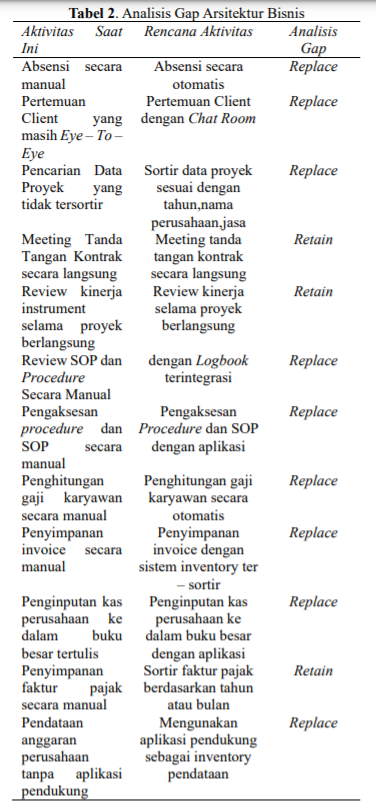 Tabel 2. Analisis Gap Arsitektur Bisnis
Aktivitas Saat Rencana Aktivitas Analisis
Ini Gap
Absensi secara Absensi secara Replace
manual otomatis
Pertemuan Pertemuan Client Replace
Client yang dengan Chat Room
masih Eye – To –
Eye
Pencarian Data Sortir data proyek Replace
Proyek yang sesuai dengan
tidak tersortir tahun,nama
perusahaan,jasa
Meeting Tanda Meeting tanda Retain
Tangan Kontrak tangan kontrak
secara langsung secara langsung
Review kinerja Review kinerja Retain
instrument selama proyek
selama proyek berlangsung
berlangsung
Review SOP dan dengan Logbook Replace
Procedure terintegrasi
Secara Manual
Pengaksesan Pengaksesan Replace
procedure dan Procedure dan SOP
SOP secara dengan aplikasi
manual
Penghitungan Penghitungan gaji Replace
gaji karyawan karyawan secara
secara manual otomatis
Penyimpanan Penyimpanan Replace
invoice secara invoice dengan
manual sistem inventory ter
– sortir
Penginputan kas Penginputan kas Replace
perusahaan ke perusahaan ke
dalam buku dalam buku besar
besar tertulis dengan aplikasi
Penyimpanan Sortir faktur pajak Retain
faktur pajak berdasarkan tahun
secara manual atau bulan
Pendataan Mengunakan Replace
anggaran aplikasi pendukung
perusahaan sebagai inventory
tanpa aplikasi pendataan
pendukung